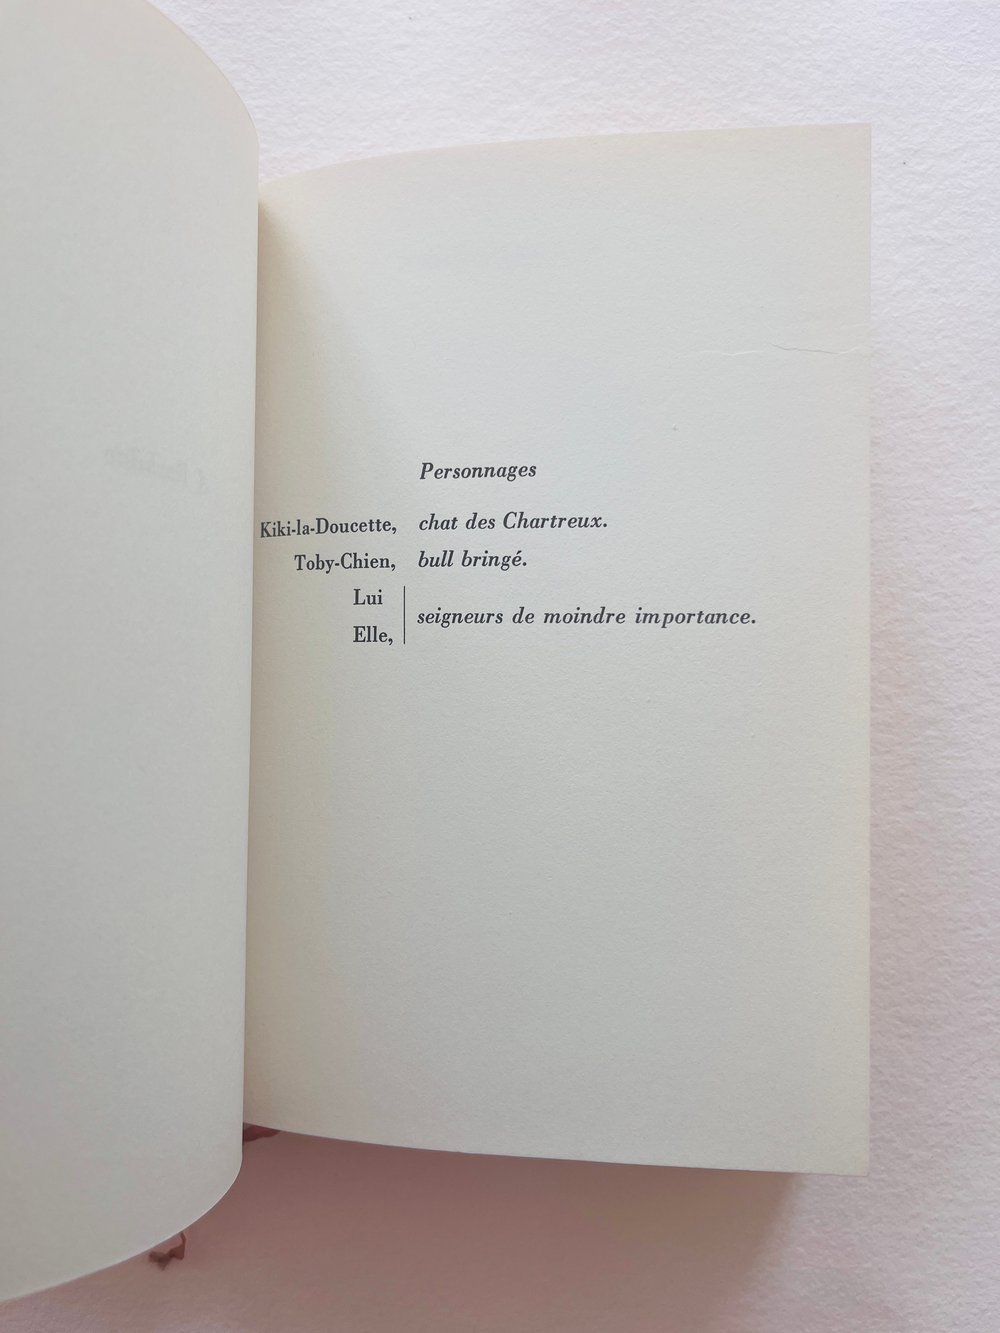 Personnages
Kiki-la-Doucette, chat des Chartreux.
Toby-Chien, bull bringé.
Lui
Elle, seigneurs de moindre importance.